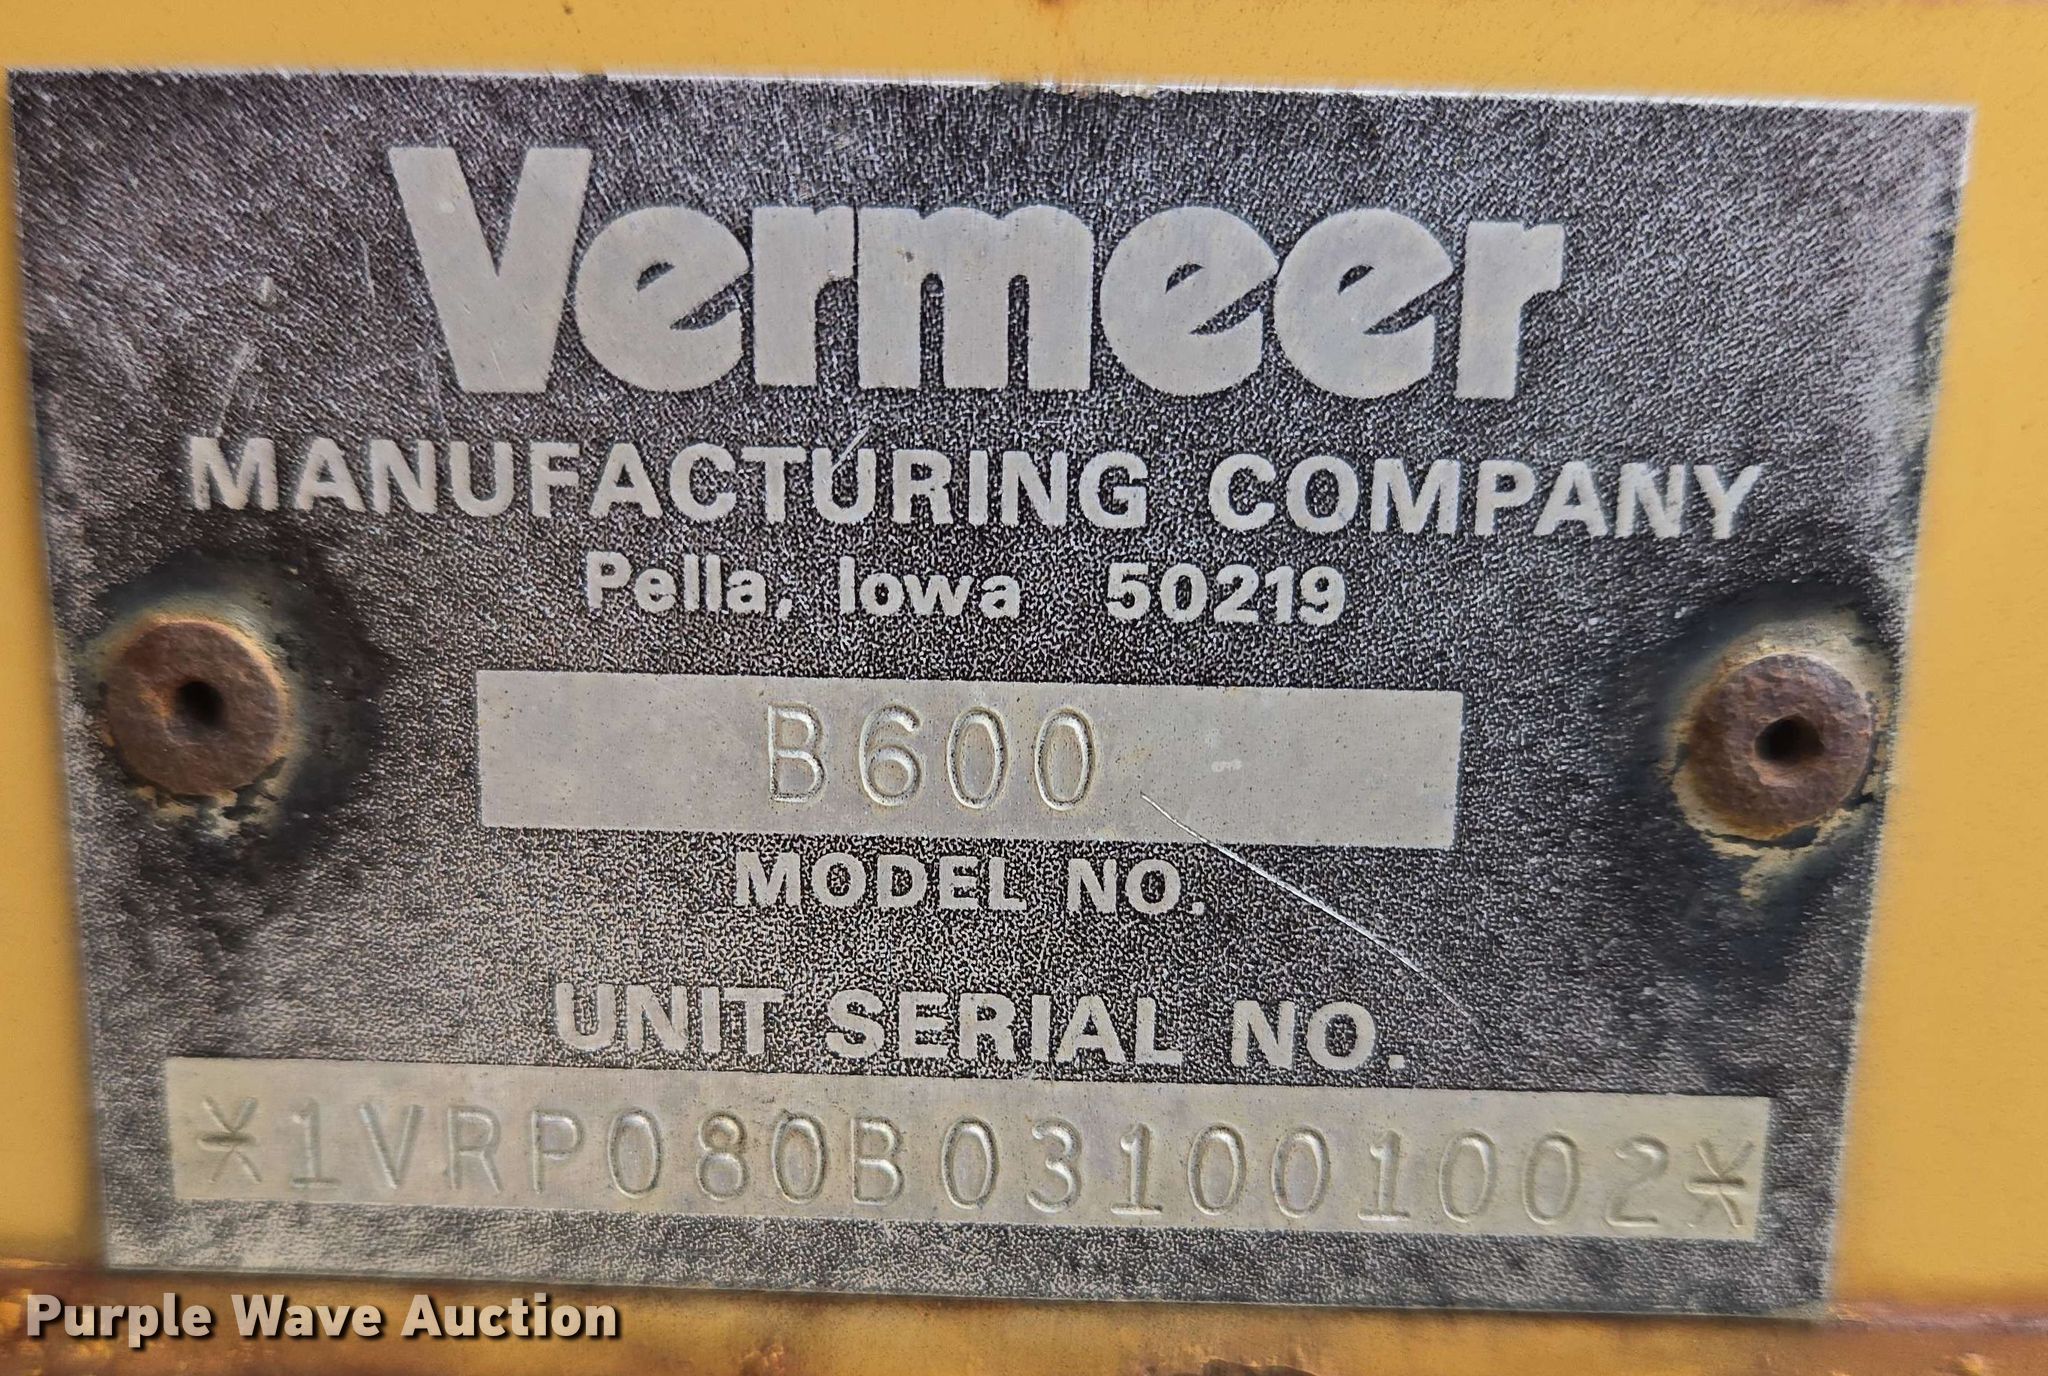 Vermeer
MANUFACTURING COMPANY
Pella, Iowa 50219
B600
MODEL NO.
UNIT SERIAL NO.
*1VRP080B031001002*
Purple Wave Auction